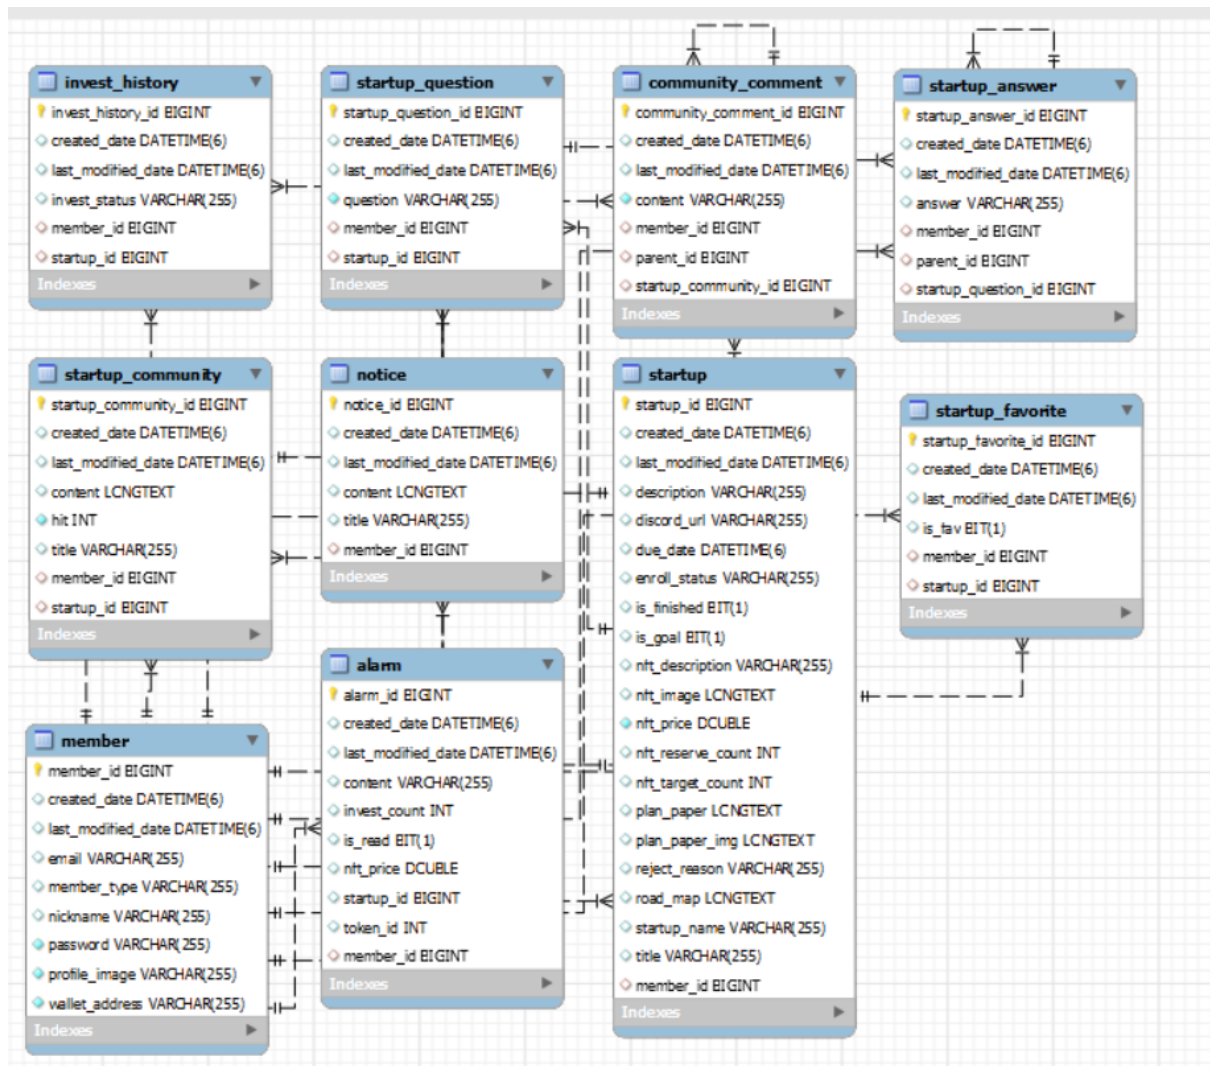 invest_history
invest_history_id BIGINT
created_date DATETIME(6)
last_modified_date DATETIME(6)
invest_status VARCHAR(255)
member_id BIGINT
startup_id BIGINT
Indexes
startup_question
startup_question_id BIGINT
created_date DATETIME(6)
last_modified_date DATETIME(6)
question VARCHAR(255)
member_id BIGINT
startup_id BIGINT
Indexes
community_comment
community_comment_id BIGINT
created_date DATETIME(6)
last_modified_date DATETIME(6)
content VARCHAR(255)
member_id BIGINT
parent_id BIGINT
startup_community_id BIGINT
Indexes
startup_answer
startup_answer_id BIGINT
created_date DATETIME(6)
last_modified_date DATETIME(6)
answer VARCHAR(255)
member_id BIGINT
parent_id BIGINT
startup_question_id BIGINT
Indexes
startup_community
startup_community_id BIGINT
created_date DATETIME(6)
last_modified_date DATETIME(6)
content LONGTEXT
hit INT
title VARCHAR(255)
member_id BIGINT
startup_id BIGINT
Indexes
notice
notice_id BIGINT
created_date DATETIME(6)
last_modified_date DATETIME(6)
content LONGTEXT
title VARCHAR(255)
member_id BIGINT
Indexes
startup
startup_id BIGINT
created_date DATETIME(6)
last_modified_date DATETIME(6)
description VARCHAR(255)
discord_url VARCHAR(255)
due_date DATETIME(6)
enroll_status VARCHAR(255)
is_finished BIT(1)
is_goal BIT(1)
nft_description VARCHAR(255)
nft_image LONGTEXT
nft_price DOUBLE
nft_reserve_count INT
nft_target_count INT
plan_paper LONGTEXT
plan_paper_img LONGTEXT
reject_reason VARCHAR(255)
road_map LONGTEXT
startup_name VARCHAR(255)
title VARCHAR(255)
member_id BIGINT
Indexes
startup_favorite
startup_favorite_id BIGINT
created_date DATETIME(6)
last_modified_date DATETIME(6)
is_fav BIT(1)
member_id BIGINT
startup_id BIGINT
Indexes
member
member_id BIGINT
created_date DATETIME(6)
last_modified_date DATETIME(6)
email VARCHAR(255)
member_type VARCHAR(255)
nickname VARCHAR(255)
password VARCHAR(255)
profile_image VARCHAR(255)
wallet_address VARCHAR(255)
Indexes
alarm
alarm_id BIGINT
created_date DATETIME(6)
last_modified_date DATETIME(6)
content VARCHAR(255)
invest_count INT
is_read BIT(1)
nft_price DOUBLE
startup_id BIGINT
token_id INT
member_id BIGINT
Indexes